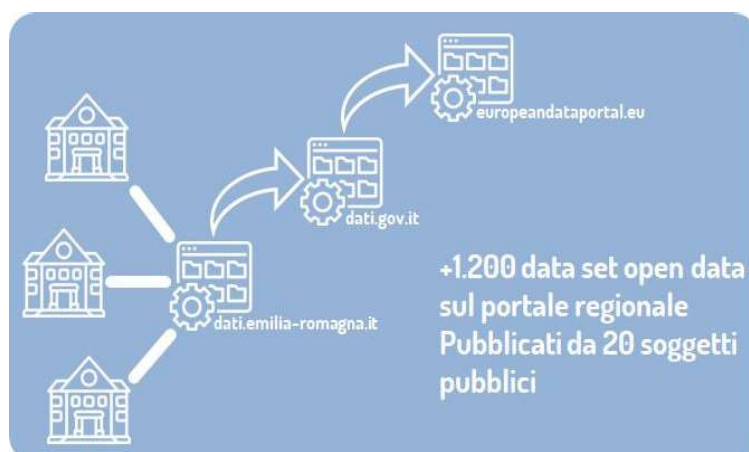 europeandataportal.eu
dati.gov.it
dati.emilia-romagna.it
+1.200 data set open data
sul portale regionale
Pubblicati da 20 soggetti
pubblici